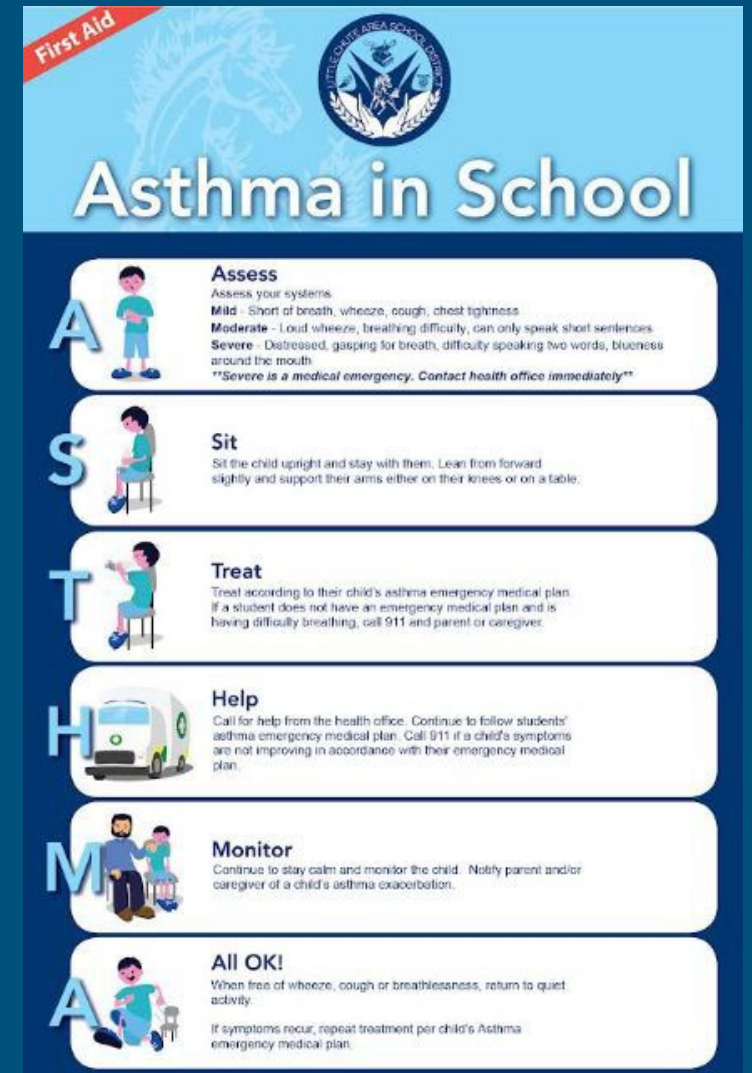 First Aid
LITTLE CHUTE AREA SCHOOL DISTRICT
Asthma in School
A
Assess
Assess your systems
Mild - Short of breath, wheeze, cough, chest tightness
Moderate - Loud wheeze, breathing difficulty, can only speak short sentences
Severe - Distressed, gasping for breath, difficulty speaking two words, blueness
around the mouth
**Severe is a medical emergency. Contact health office immediately**
S
Sit
Sit the child upright and stay with them. Lean from forward
slightly and support their arms either on their knees or on a table.
T
Treat
Treat according to their child's asthma emergency medical plan.
If a student does not have an emergency medical plan and is
having difficulty breathing, call 911 and parent or caregiver.
H
Help
Call for help from the health office. Continue to follow students'
asthma emergency medical plan. Call 911 if a child's symptoms
are not improving in accordance with their emergency medical
plan.
M
Monitor
Continue to stay calm and monitor the child. Notify parent and/or
caregiver of a child's asthma exacerbation.
A
All OK!
When free of wheeze, cough or breathlessness, return to quiet
activity.
If symptoms recur, repeat treatment per child's Asthma
emergency medical plan.